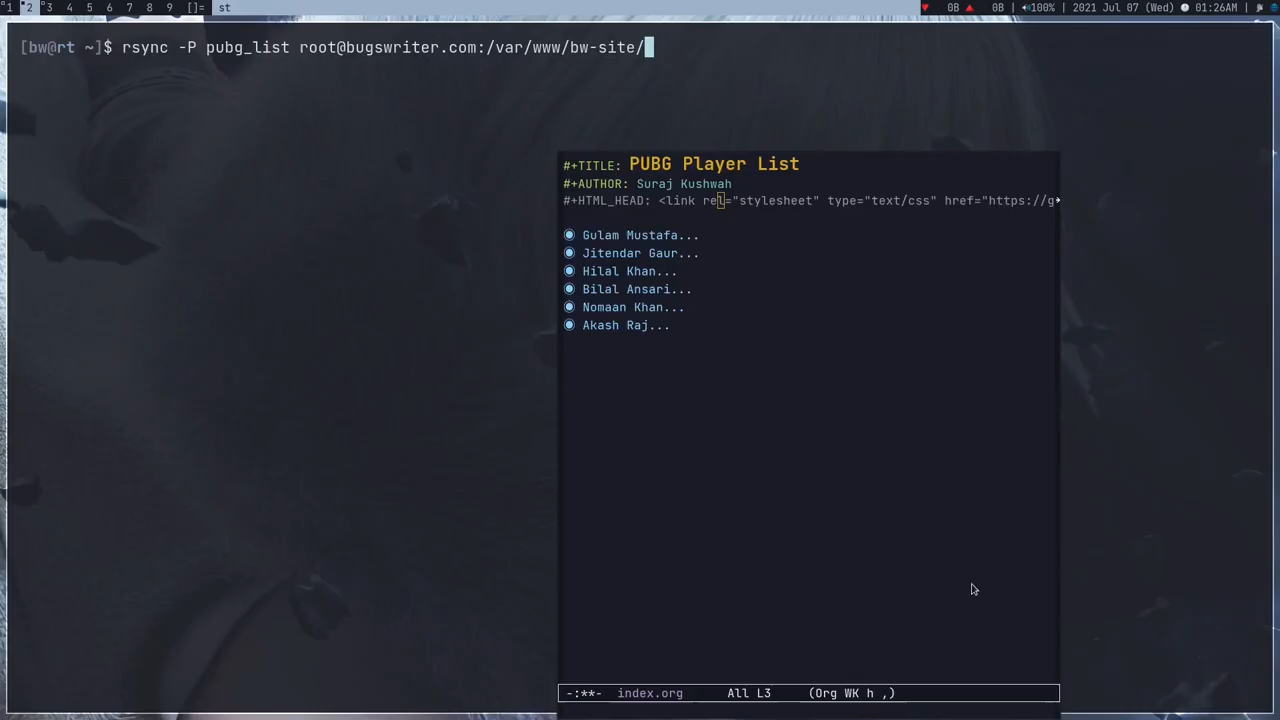 1 2 3 4 5 6 7 8 9 []= st 0B 0B 100% 2021 Jul 07 (Wed) 01:26AM
[bw@rt ~]$ rsync -P pubg_list root@bugswriter.com:/var/www/bw-site/
#+TITLE: PUBG Player List
#+AUTHOR: Suraj Kushwah
#+HTML_HEAD: <link rel="stylesheet" type="text/css" href="https://g
Gulam Mustafa...
Jitendar Gaur...
Hilal Khan...
Bilal Ansari...
Nomaan Khan...
Akash Raj...
-:**- index.org All L3 (Org WK h ,)